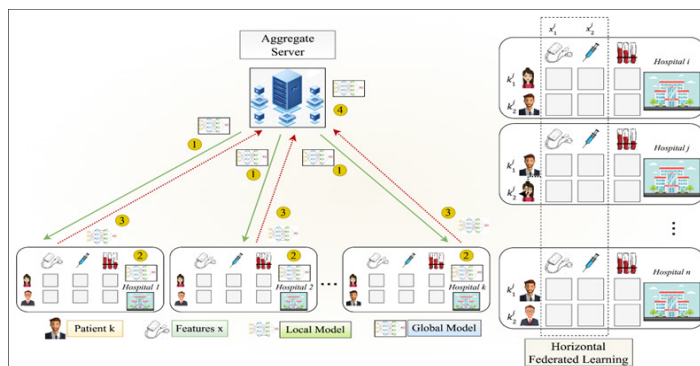 Aggregate
Server
4
1
1
1
3
3
3
2
2
2
Hospital 1
Hospital 2
...
Hospital k
Patient k
Features x
Local Model
Global Model
Hospital i
Hospital j
Hospital n
Horizontal
Federated Learning